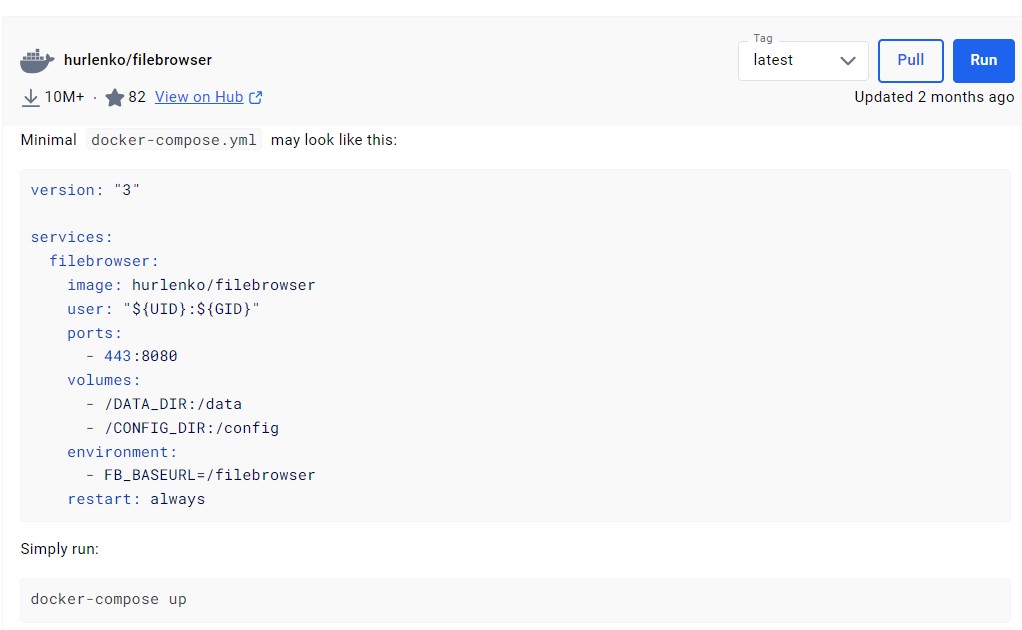 hurlenko/filebrowser
Tag
latest
Pull
Run
10M+ · 82 View on Hub
Updated 2 months ago
Minimal docker-compose.yml may look like this:
version: "3"
services:
  filebrowser:
    image: hurlenko/filebrowser
    user: "${UID}:${GID}"
    ports:
      - 443:8080
    volumes:
      - /DATA_DIR:/data
      - /CONFIG_DIR:/config
    environment:
      - FB_BASEURL=/filebrowser
    restart: always
Simply run:
docker-compose up